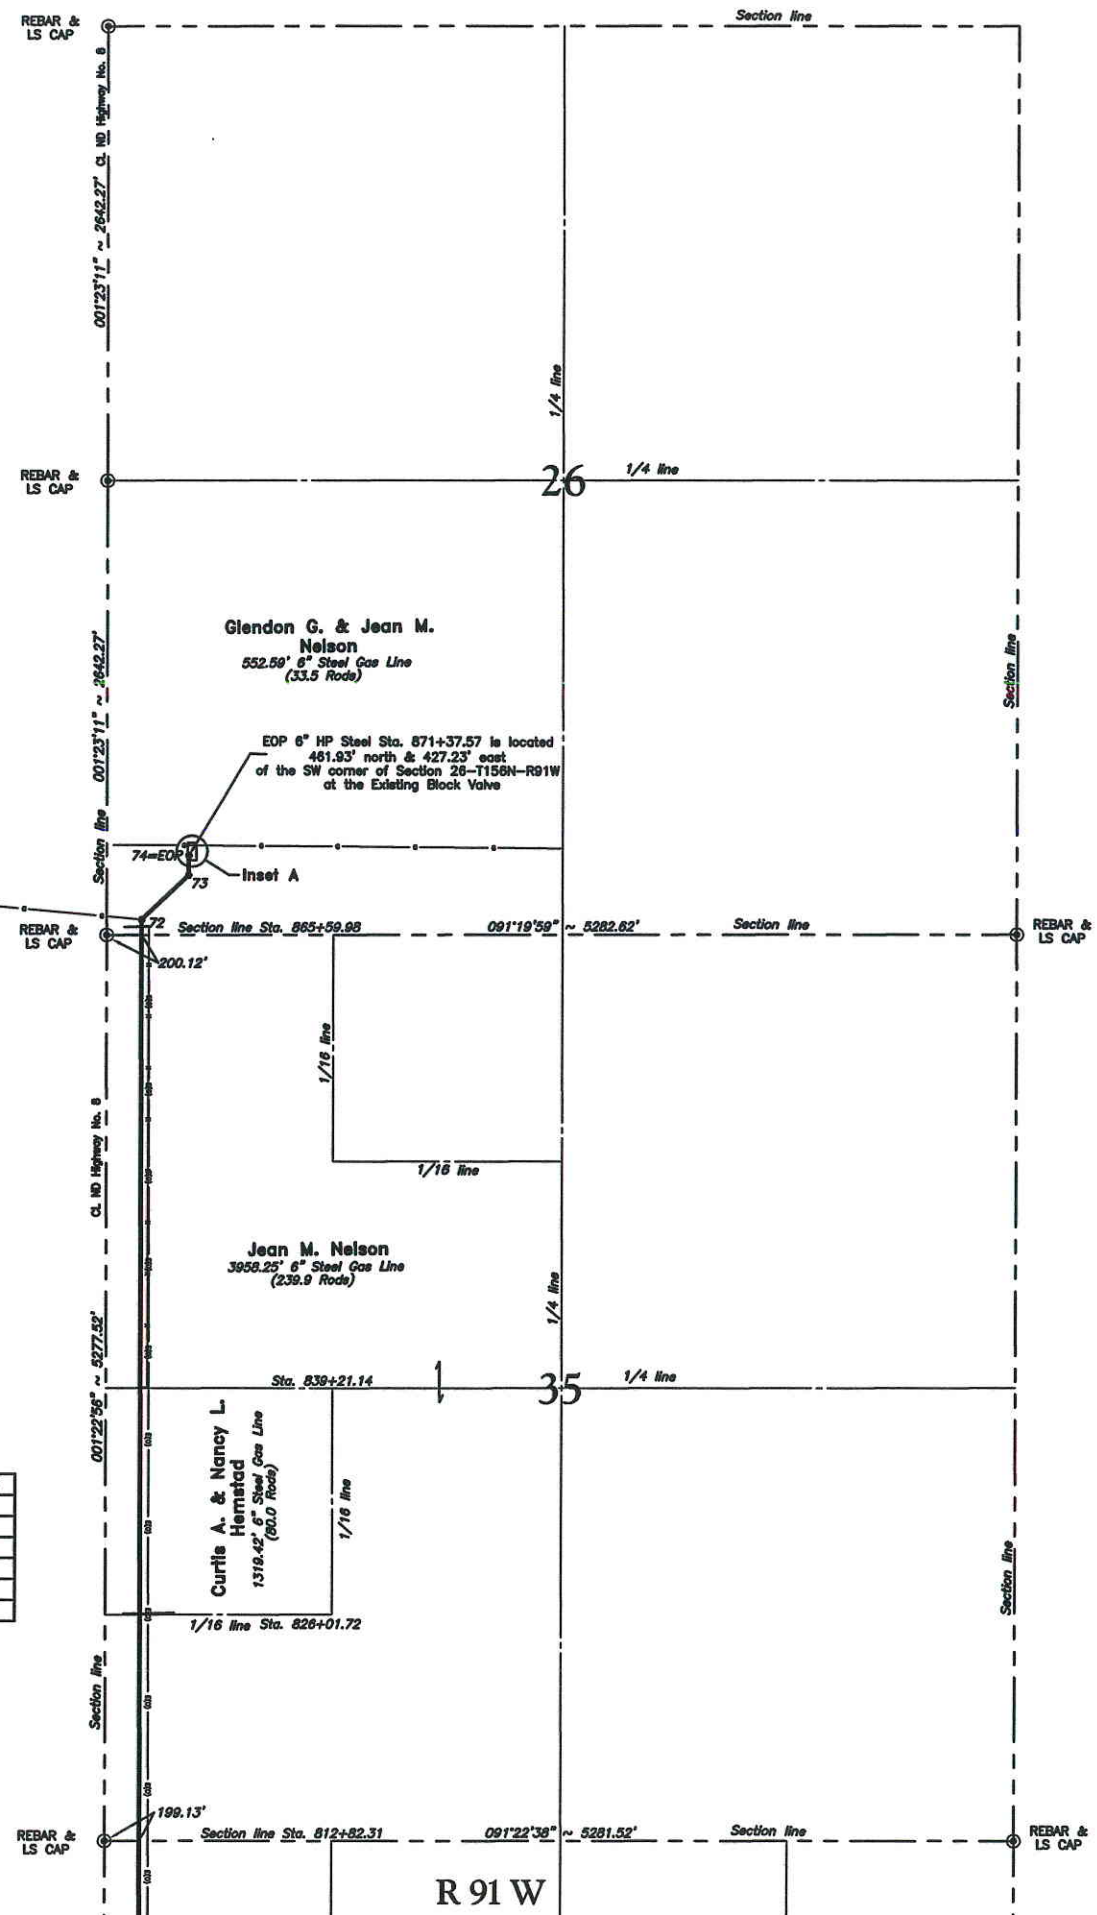 REBAR &
LS CAP
Section line
CL ND Highway No. 8
001°23'11" ~ 2642.27'
1/4 line
REBAR &
LS CAP
26
1/4 line
Glendon G. & Jean M.
Nelson
552.59' 6" Steel Gas Line
(33.5 Rods)
001°23'11" ~ 2642.27'
Section line
EOP 6" HP Steel Sta. 871+37.57 is located
461.93' north & 427.23' east
of the SW corner of Section 26-T156N-R91W
at the Existing Block Valve
Section line
74=EOP
73
Inset A
72
REBAR &
LS CAP
Section line Sta. 865+59.98
091°19'59" ~ 5282.62'
Section line
REBAR &
LS CAP
200.12'
1/16 line
CL ND Highway No. 8
1/16 line
Jean M. Nelson
3958.25' 6" Steel Gas Line
(239.9 Rods)
1/4 line
001°22'56" ~ 5277.52'
Sta. 839+21.14
35
1/4 line
Curtis A. & Nancy L.
Hemstad
1319.42' 6" Steel Gas Line
(80.0 Rods)
1/16 line
Section line
1/16 line Sta. 826+01.72
Section line
199.13'
REBAR &
LS CAP
Section line Sta. 812+82.31
091°22'38" ~ 5281.52'
Section line
REBAR &
LS CAP
R 91 W